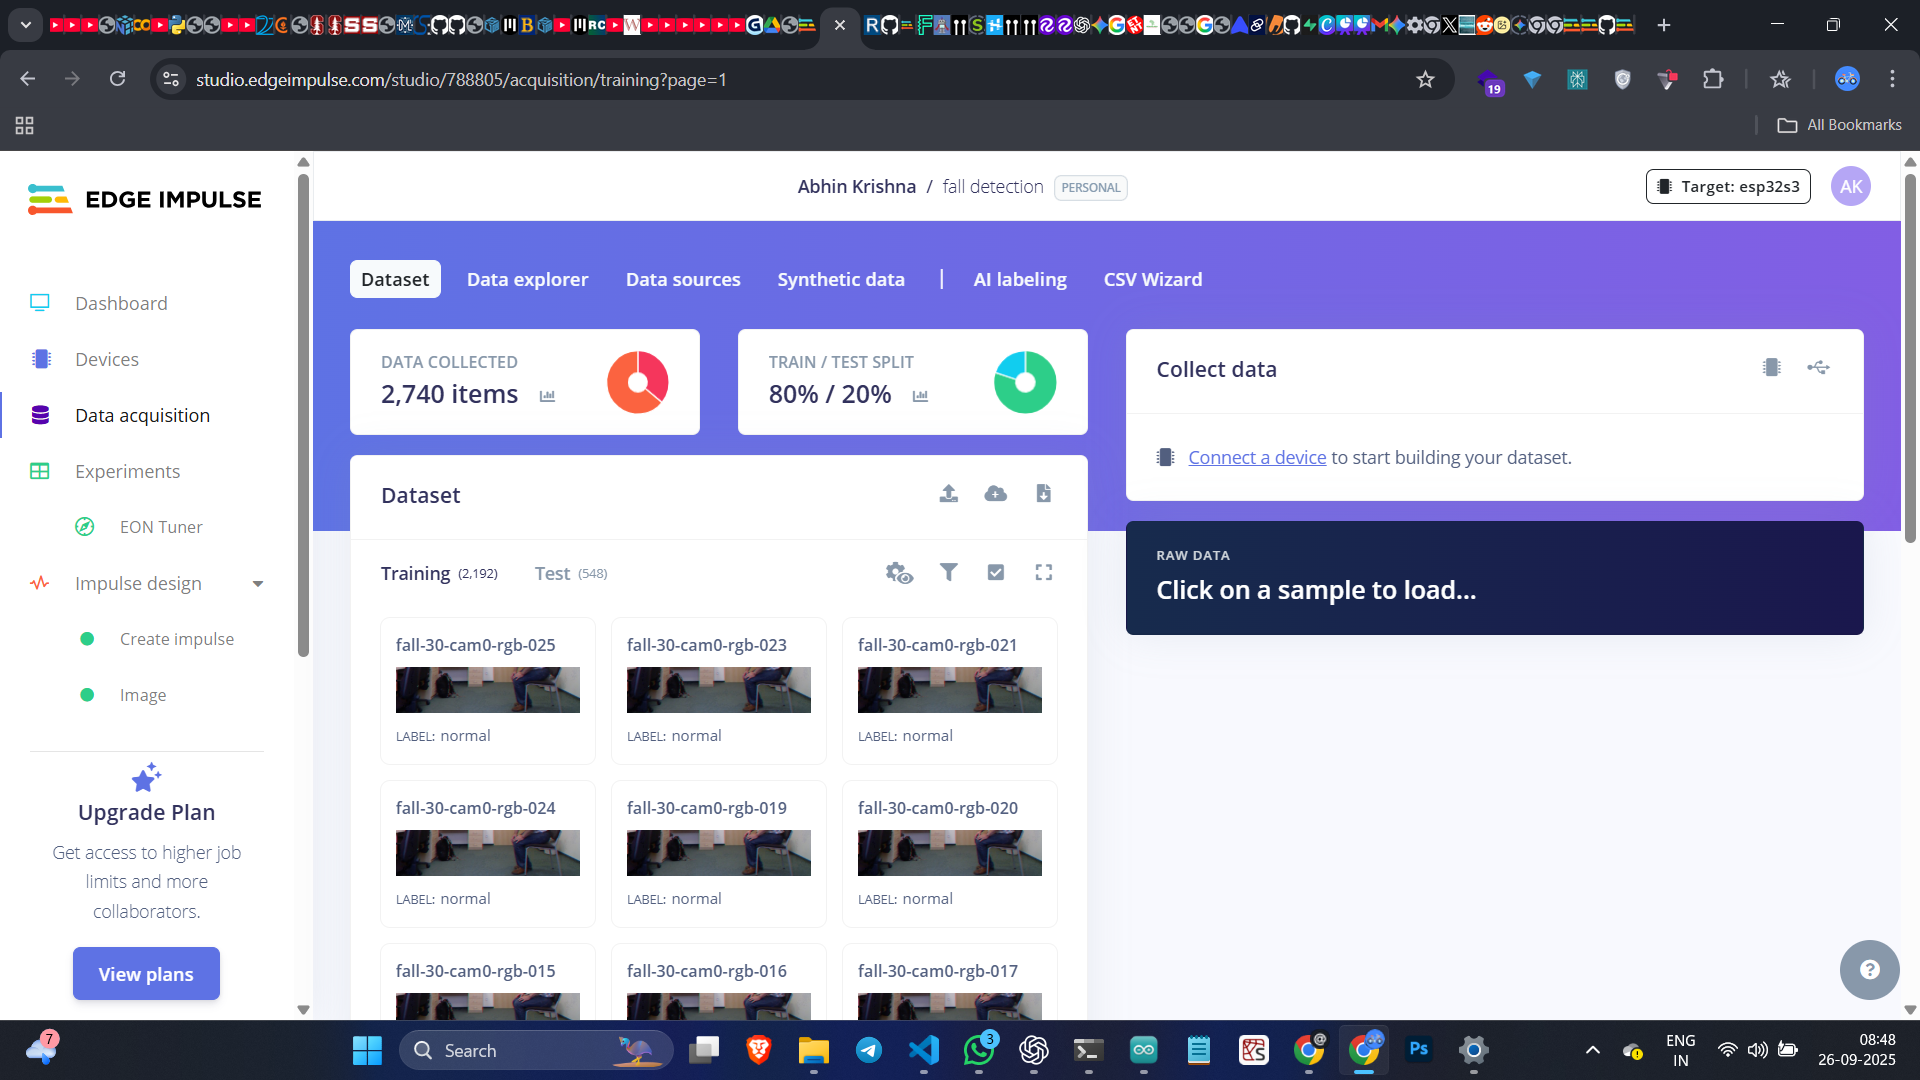 studio.edgeimpulse.com/studio/788805/acquisition/training?page=1
19
All Bookmarks
EDGE IMPULSE
Abhin Krishna / fall detection PERSONAL
Target: esp32s3
AK
Dashboard
Devices
Data acquisition
Experiments
EON Tuner
Impulse design
Create impulse
Image
Upgrade Plan
Get access to higher job
limits and more
collaborators.
View plans
Dataset
Data explorer
Data sources
Synthetic data
|
AI labeling
CSV Wizard
DATA COLLECTED
2,740 items
TRAIN / TEST SPLIT
80% / 20%
Collect data
Connect a device to start building your dataset.
RAW DATA
Click on a sample to load...
Dataset
Training (2,192)
Test (548)
fall-30-cam0-rgb-025
LABEL: normal
fall-30-cam0-rgb-023
LABEL: normal
fall-30-cam0-rgb-021
LABEL: normal
fall-30-cam0-rgb-024
LABEL: normal
fall-30-cam0-rgb-019
LABEL: normal
fall-30-cam0-rgb-020
LABEL: normal
fall-30-cam0-rgb-015
fall-30-cam0-rgb-016
fall-30-cam0-rgb-017
?
7
Search
3
Ps
ENG
IN
08:48
26-09-2025